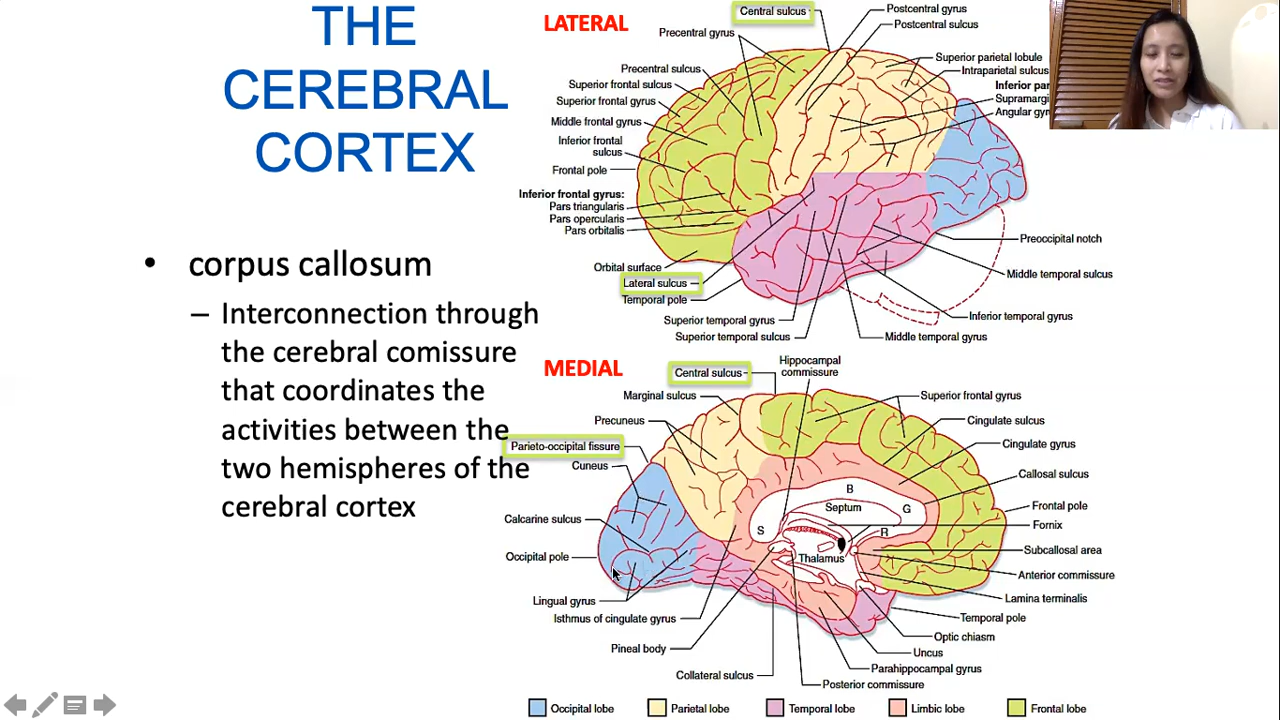 THE
CEREBRAL
CORTEX
• corpus callosum
– Interconnection through
the cerebral comissure
that coordinates the
activities between the
two hemispheres of the
cerebral cortex
LATERAL
Central sulcus
Precentral gyrus
Precentral sulcus
Superior frontal sulcus
Superior frontal gyrus
Middle frontal gyrus
Inferior frontal
sulcus
Frontal pole
Inferior frontal gyrus:
Pars triangularis
Pars opercularis
Pars orbitalis
Orbital surface
Lateral sulcus
Temporal pole
Superior temporal gyrus
Superior temporal sulcus
Postcentral gyrus
Postcentral sulcus
Superior parietal lobule
Intraparietal sulcus
Inferior par
Supramargi
Angular gyr
Preoccipital notch
Middle temporal sulcus
Inferior temporal gyrus
Middle temporal gyrus
MEDIAL
Central sulcus
Hippocampal
commissure
Marginal sulcus
Precuneus
Parieto-occipital fissure
Cuneus
Calcarine sulcus
Occipital pole
Lingual gyrus
Isthmus of cingulate gyrus
Pineal body
Collateral sulcus
Superior frontal gyrus
Cingulate sulcus
Cingulate gyrus
Callosal sulcus
Frontal pole
Fornix
Subcallosal area
Anterior commissure
Lamina terminalis
Temporal pole
Optic chiasm
Uncus
Parahippocampal gyrus
Posterior commissure
B
Septum
G
S
R
Thalamus
Occipital lobe
Parietal lobe
Temporal lobe
Limbic lobe
Frontal lobe